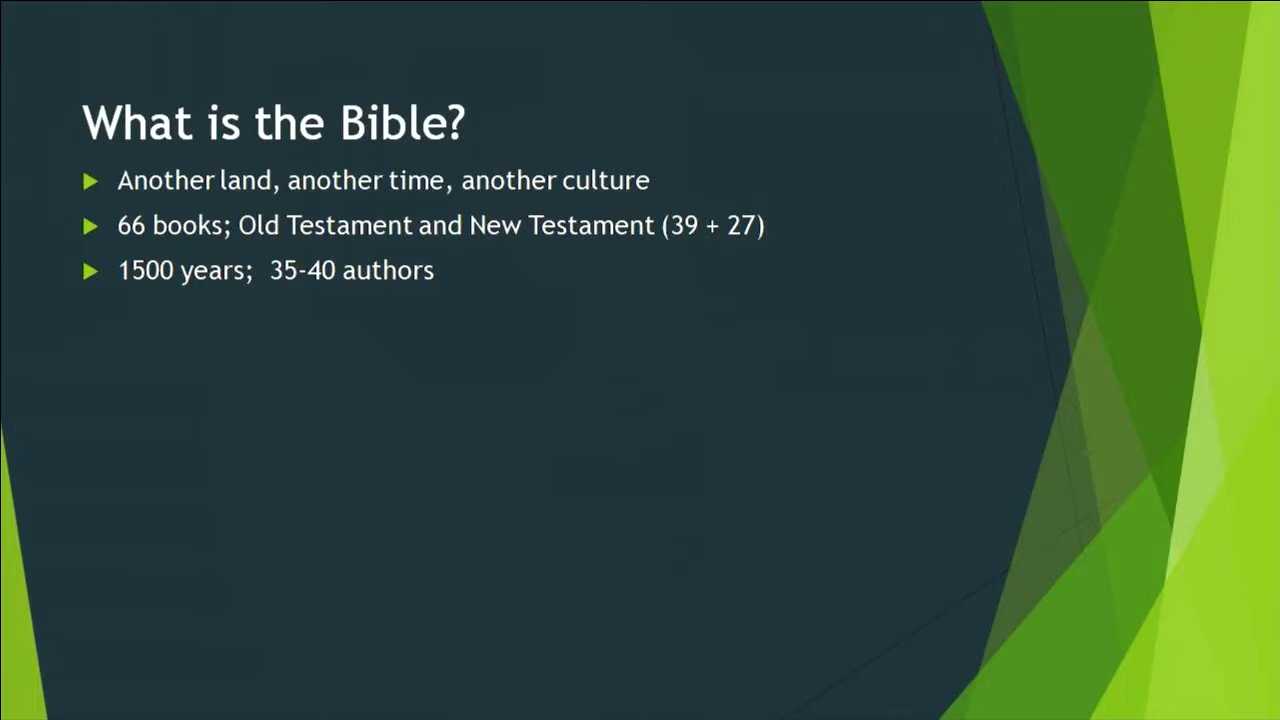 What is the Bible?
Another land, another time, another culture
66 books; Old Testament and New Testament (39 + 27)
1500 years;  35-40 authors